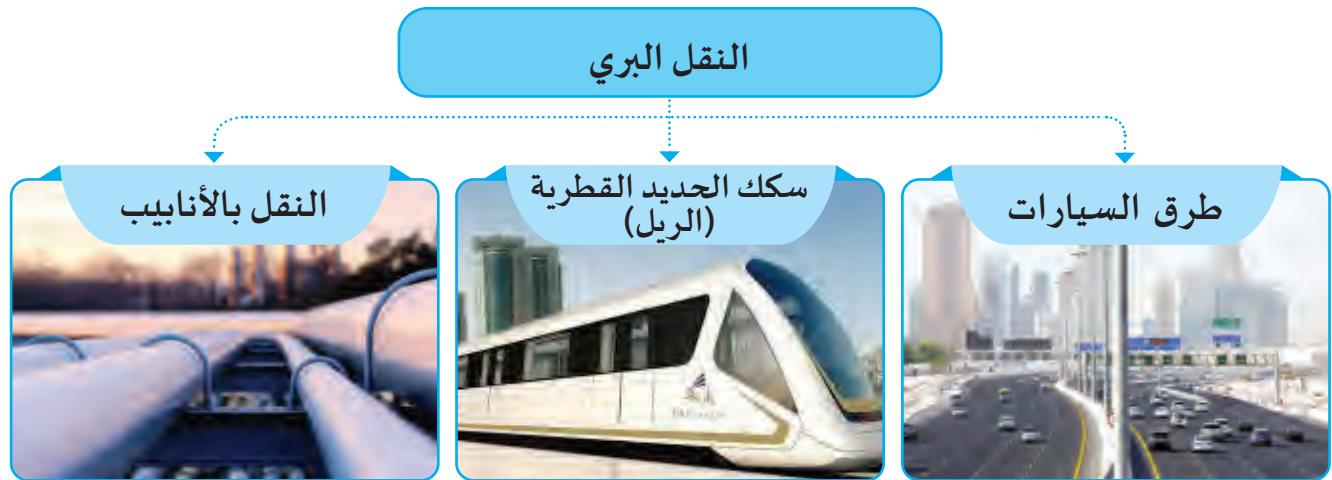 النقل البري
طرق السيارات
سكك الحديد القطرية
(الريل)
النقل بالأنابيب